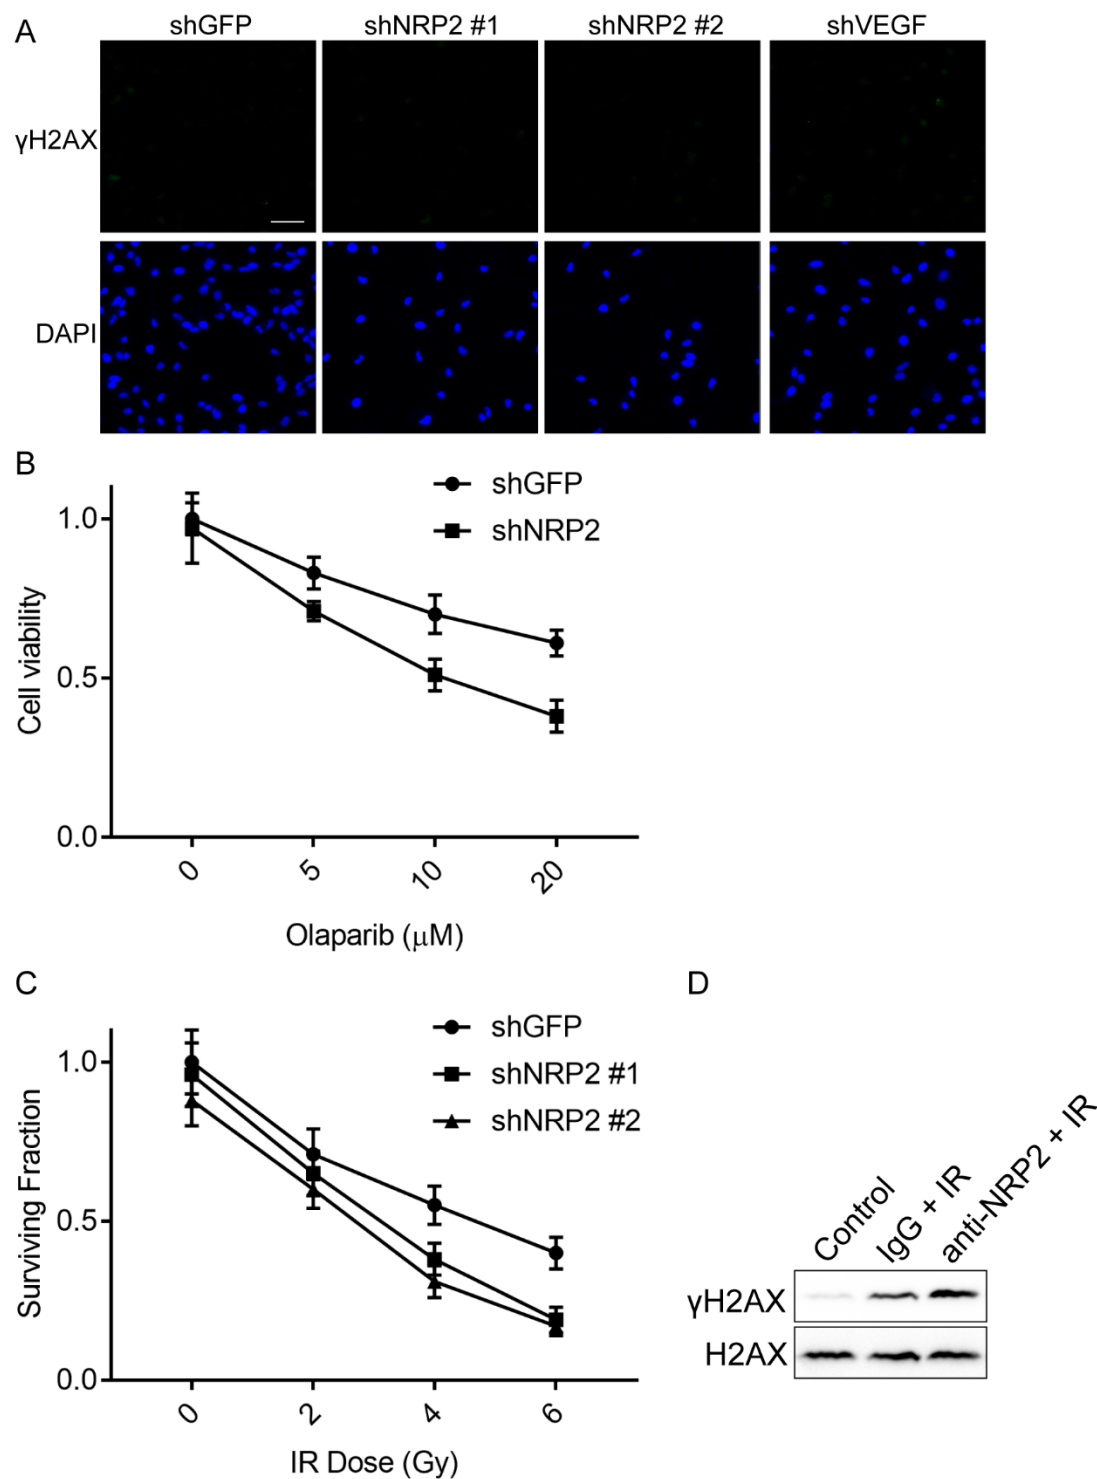 A
shGFP shNRP2 #1 shNRP2 #2 shVEGF
γH2AX
DAPI
B
shGFP
shNRP2
1.0
0.5
0.0
Cell viability
0 5 10 20
Olaparib (μM)
C
shGFP
shNRP2 #1
shNRP2 #2
1.0
0.5
0.0
Surviving Fraction
0 2 4 6
IR Dose (Gy)
D
Control IgG + IR anti-NRP2 + IR
γH2AX
H2AX